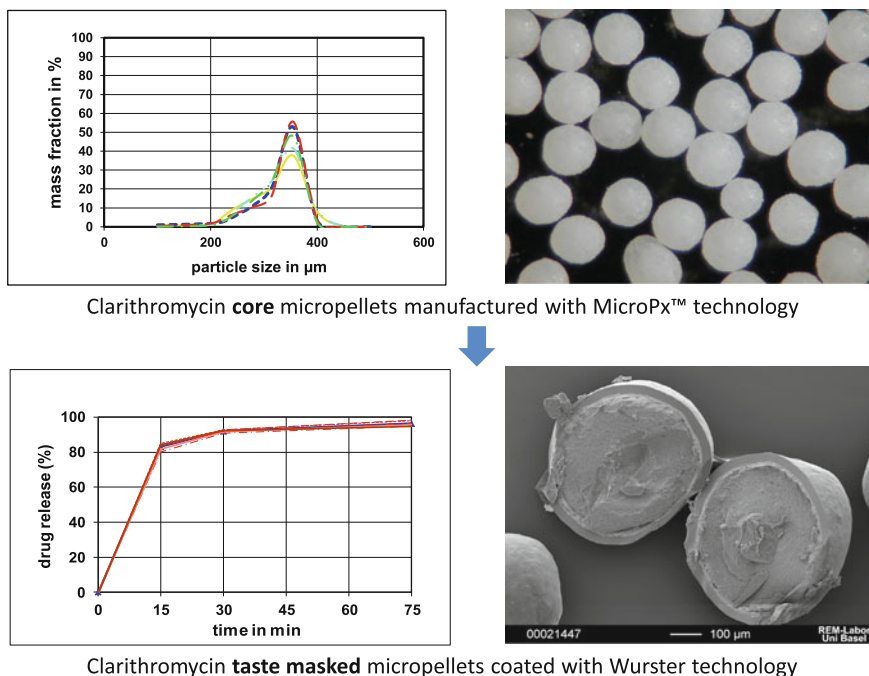 100
90
80
70
60
50
40
30
20
10
0
mass fraction in %
0 200 400 600
particle size in µm
Clarithromycin core micropellets manufactured with MicroPx™ technology
100
80
60
40
20
0
drug release (%)
0 15 30 45 60 75
time in min
00021447 100 µm REM-Labor
Uni Basel
Clarithromycin taste masked micropellets coated with Wurster technology